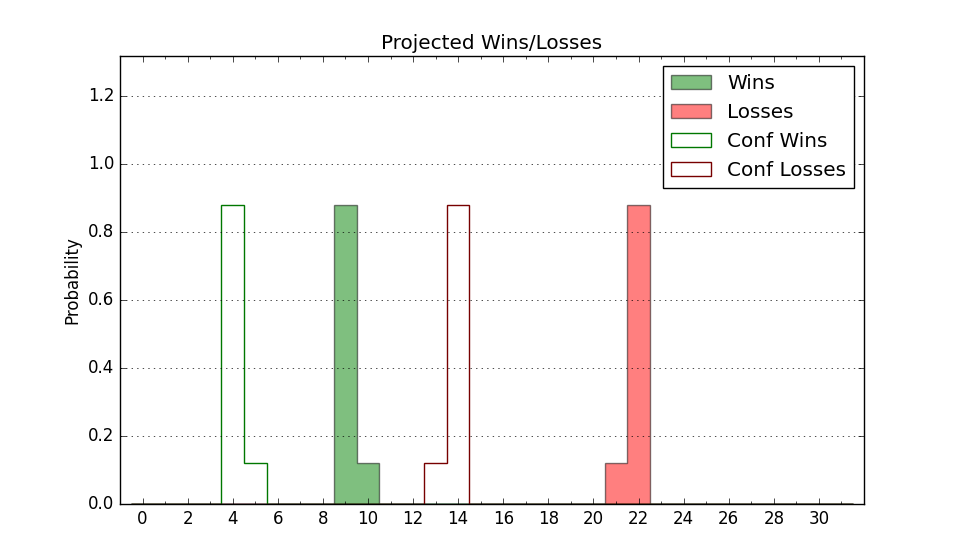 Projected Wins/Losses
Wins
Losses
Conf Wins
Conf Losses
Probability
1.2
1.0
0.8
0.6
0.4
0.2
0.0
0 2 4 6 8 10 12 14 16 18 20 22 24 26 28 30